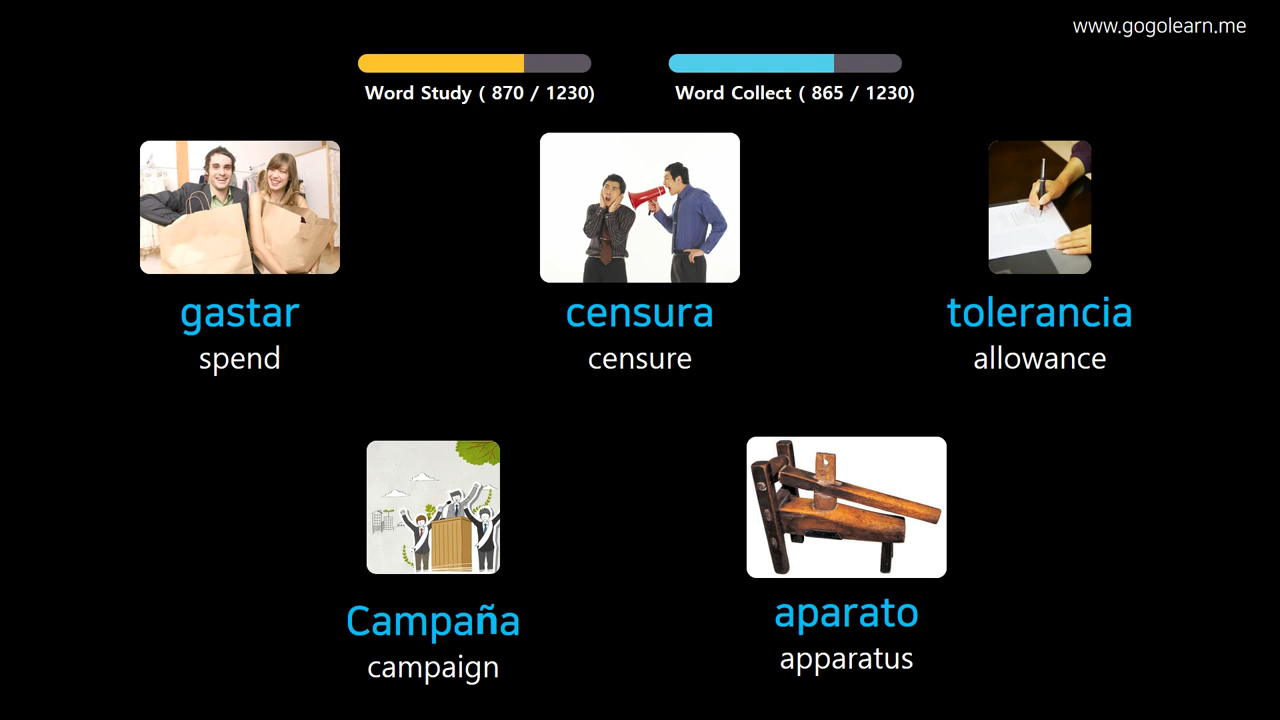 www.gogolearn.me
Word Study ( 870 / 1230)
Word Collect ( 865 / 1230)
gastar
spend
censura
censure
tolerancia
allowance
Campaña
campaign
aparato
apparatus